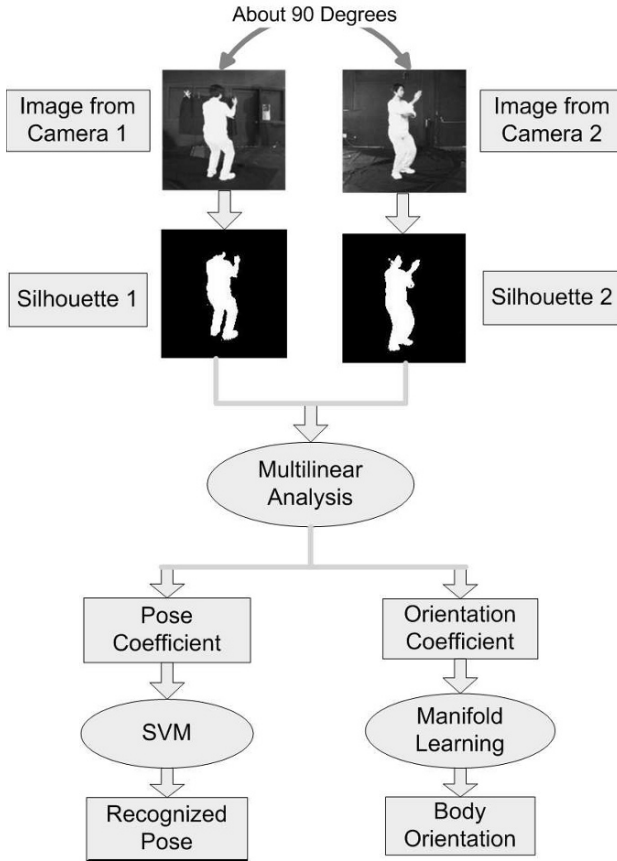 About 90 Degrees
Image from
Camera 1
Image from
Camera 2
Silhouette 1
Silhouette 2
Multilinear
Analysis
Pose
Coefficient
Orientation
Coefficient
SVM
Manifold
Learning
Recognized
Pose
Body
Orientation